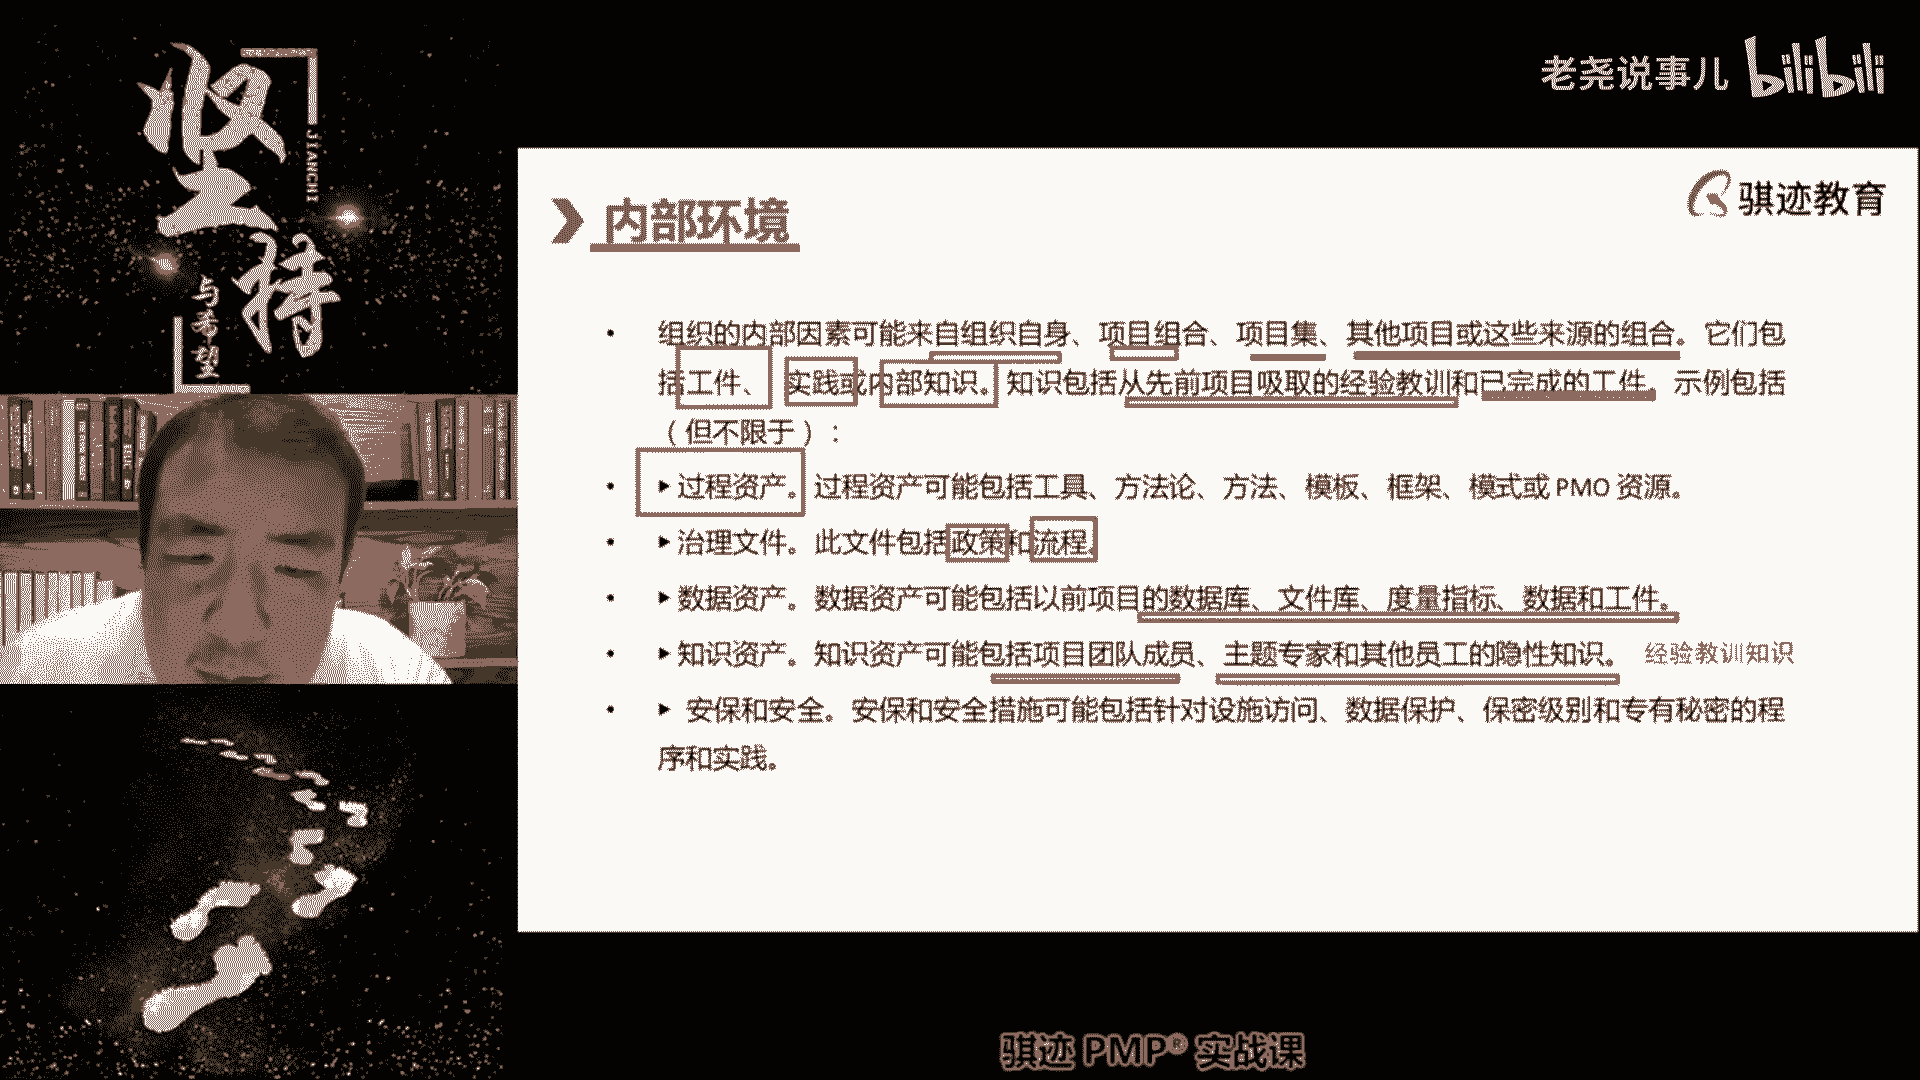 坚持
JIANCHI
与希望
老尧说事儿 bilibili
骐迹教育
内部环境
• 组织的内部因素可能来自组织自身、项目组合、项目集、其他项目或这些来源的组合。它们包
括工件、实践或内部知识。知识包括从先前项目吸取的经验教训和已完成的工件。示例包括
（但不限于）：
• ▶过程资产。过程资产可能包括工具、方法论、方法、模板、框架、模式或 PMO 资源。
• ▶治理文件。此文件包括政策和流程。
• ▶数据资产。数据资产可能包括以前项目的数据库、文件库、度量指标、数据和工件。
• ▶知识资产。知识资产可能包括项目团队成员、主题专家和其他员工的隐性知识。 经验教训知识
• ▶ 安保和安全。安保和安全措施可能包括针对设施访问、数据保护、保密级别和专有秘密的程
序和实践。
骐迹 PMP® 实战课